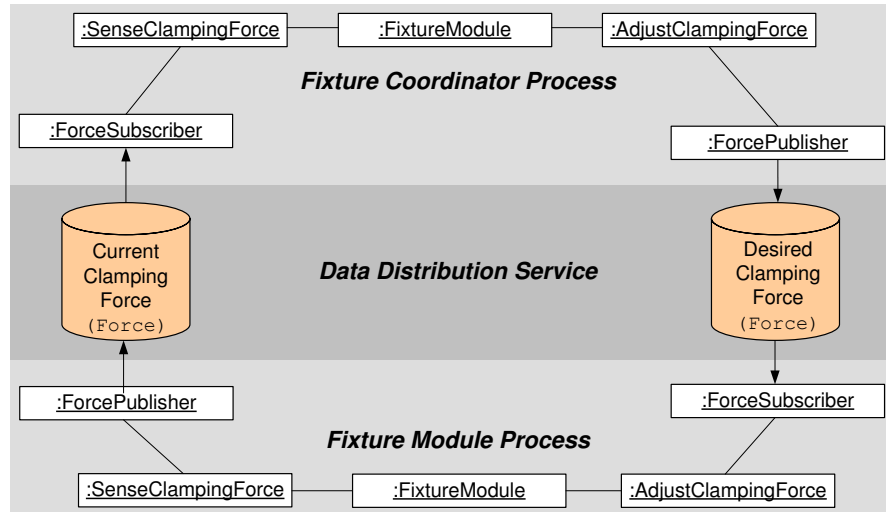 :SenseClampingForce
:FixtureModule
:AdjustClampingForce
Fixture Coordinator Process
:ForceSubscriber
:ForcePublisher
Current
Clamping
Force
(Force)
Data Distribution Service
Desired
Clamping
Force
(Force)
:ForcePublisher
:ForceSubscriber
Fixture Module Process
:SenseClampingForce
:FixtureModule
:AdjustClampingForce